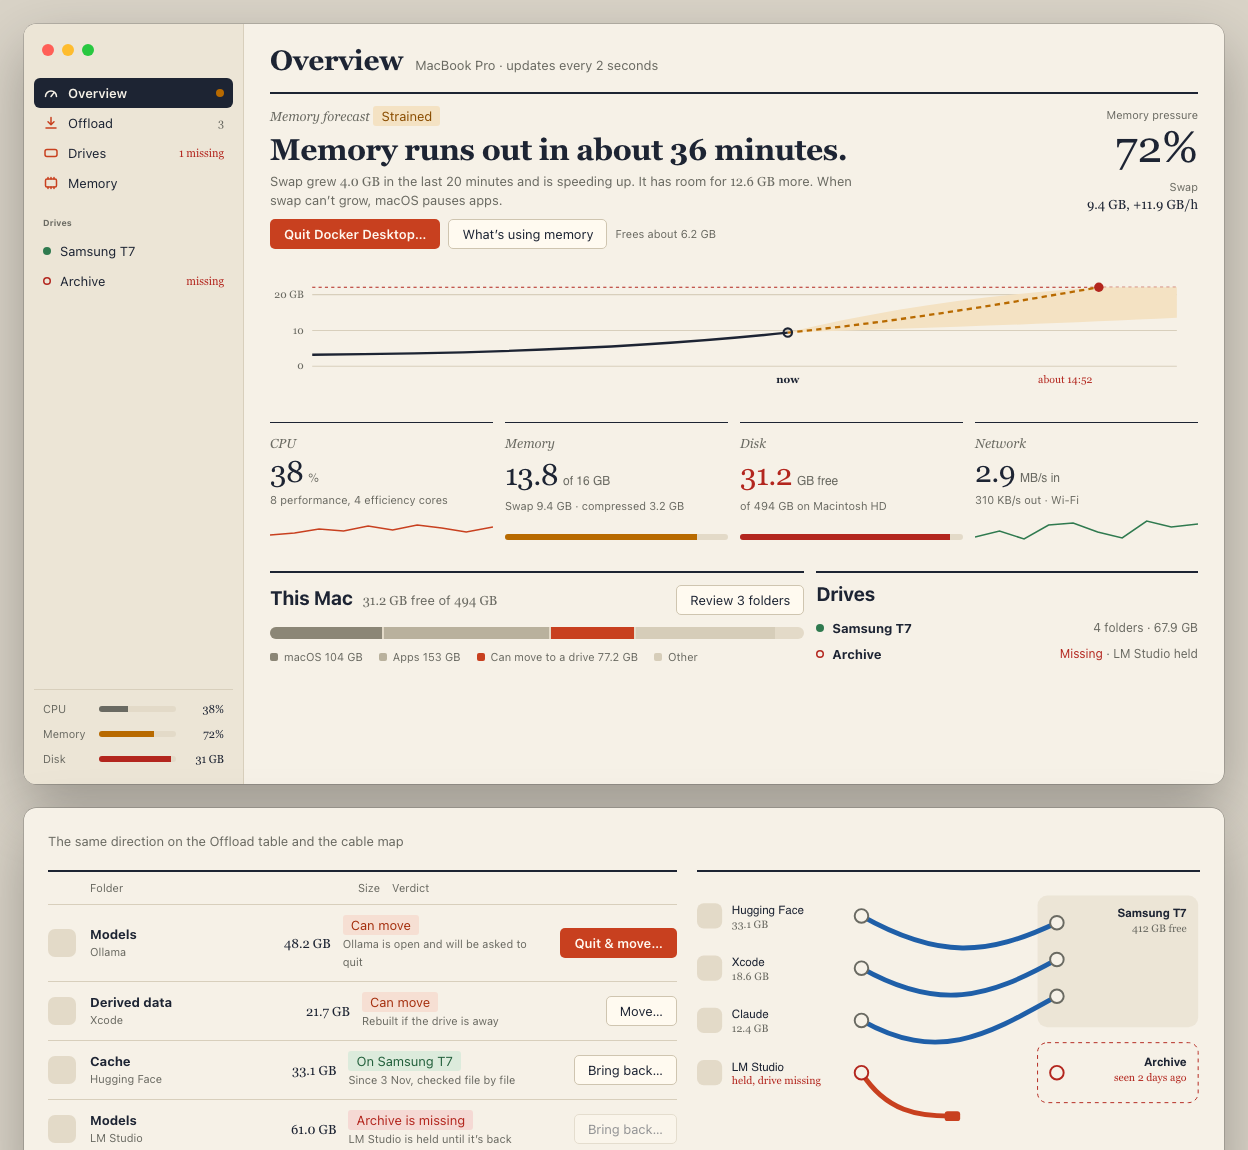 Overview
Offload 3
Drives 1 missing
Memory
Drives
Samsung T7
Archive missing
CPU 38%
Memory 72%
Disk 31 GB
Overview MacBook Pro · updates every 2 seconds
Memory forecast Strained
Memory runs out in about 36 minutes.
Swap grew 4.0 GB in the last 20 minutes and is speeding up. It has room for 12.6 GB more. When
swap can’t grow, macOS pauses apps.
Quit Docker Desktop... What’s using memory Frees about 6.2 GB
Memory pressure
72%
Swap
9.4 GB, +11.9 GB/h
20 GB
10
0
now about 14:52
CPU
38 %
8 performance, 4 efficiency cores
Memory
13.8 of 16 GB
Swap 9.4 GB · compressed 3.2 GB
Disk
31.2 GB free
of 494 GB on Macintosh HD
Network
2.9 MB/s in
310 KB/s out · Wi-Fi
This Mac 31.2 GB free of 494 GB Review 3 folders
macOS 104 GB Apps 153 GB Can move to a drive 77.2 GB Other
Drives
Samsung T7 4 folders · 67.9 GB
Archive Missing · LM Studio held
The same direction on the Offload table and the cable map
Folder Size Verdict
Models
Ollama
48.2 GB
Can move
Ollama is open and will be asked to
quit
Quit & move...
Derived data
Xcode
21.7 GB
Can move
Rebuilt if the drive is away
Move...
Cache
Hugging Face
33.1 GB
On Samsung T7
Since 3 Nov, checked file by file
Bring back...
Models
LM Studio
61.0 GB
Archive is missing
LM Studio is held until it’s back
Bring back...
Hugging Face
33.1 GB
Xcode
18.6 GB
Claude
12.4 GB
LM Studio
held, drive missing
Samsung T7
412 GB free
Archive
seen 2 days ago